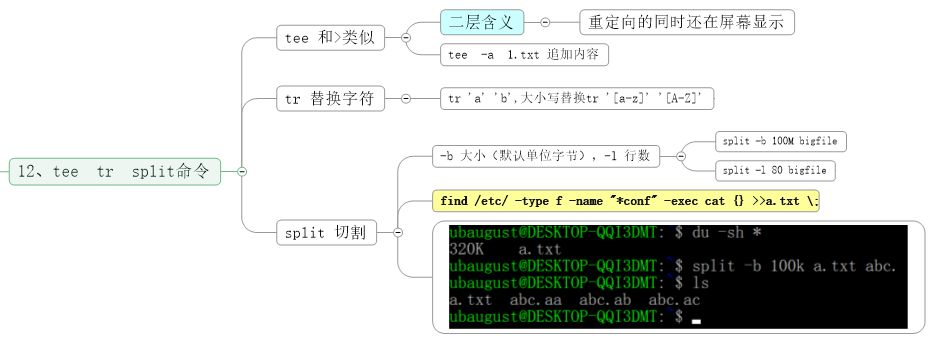 12、tee tr split命令
tee 和>类似
二层含义
重定向的同时还在屏幕显示
tee -a 1.txt 追加内容
tr 替换字符
tr 'a' 'b',大小写替换tr '[a-z]' '[A-Z]'
split 切割
-b 大小（默认单位字节）, -l 行数
split -b 100M bigfile
split -l 80 bigfile
find /etc/ -type f -name "*conf" -exec cat {} >>a.txt \;
ubaugust@DESKTOP-QQI3DMT: $ du -sh *
320K a.txt
ubaugust@DESKTOP-QQI3DMT: $ split -b 100k a.txt abc.
ubaugust@DESKTOP-QQI3DMT: $ ls
a.txt abc.aa abc.ab abc.ac
ubaugust@DESKTOP-QQI3DMT: $